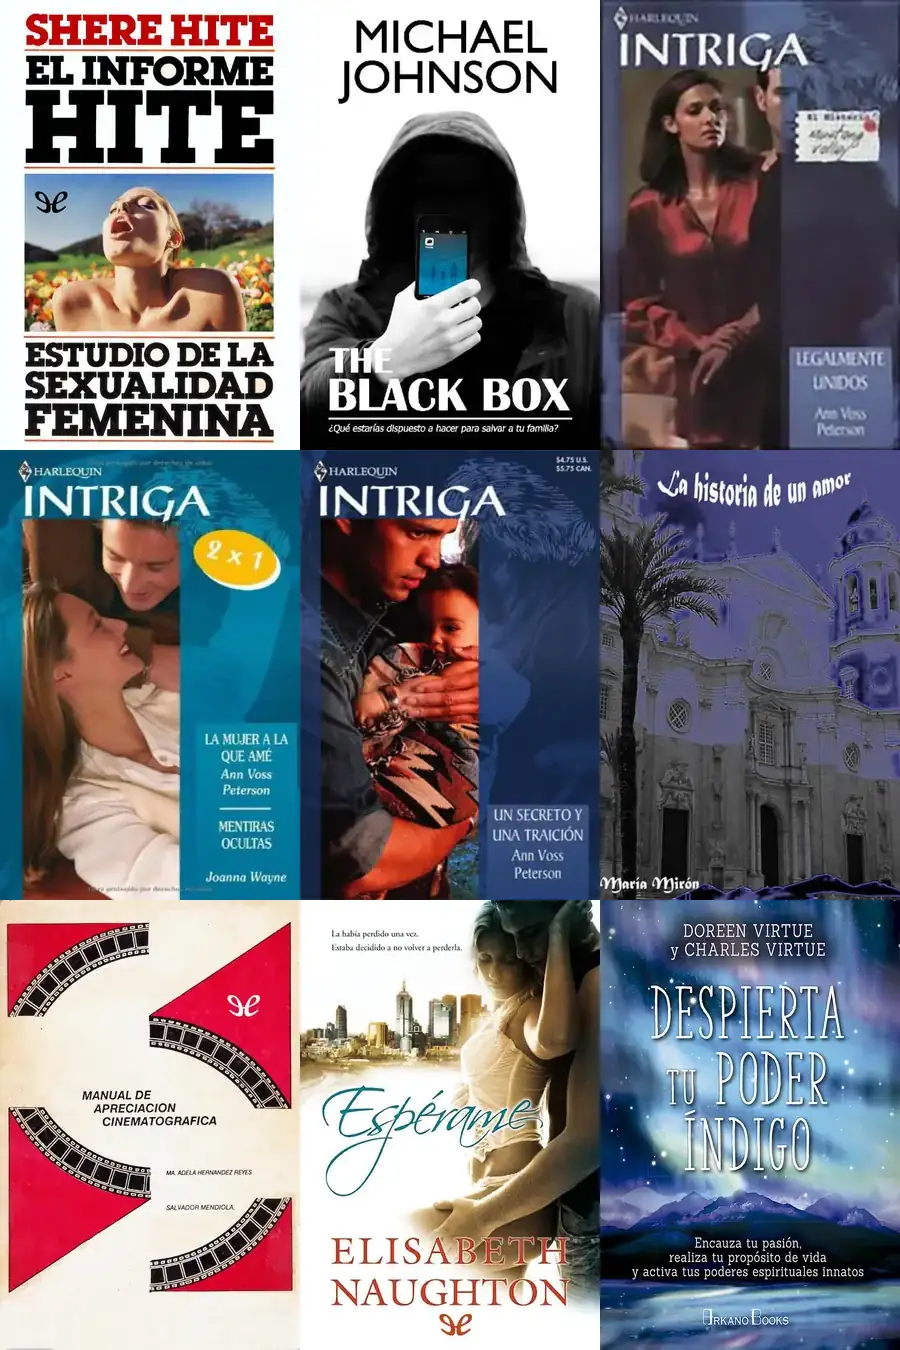 SHERE HITE
EL INFORME
HITE
ESTUDIO DE LA
SEXUALIDAD
FEMENINA
MICHAEL
JOHNSON
THE
BLACK BOX
¿Qué estarías dispuesto a hacer para salvar a tu familia?
HARLEQUIN
INTRIGA
El Misterio
Mustang
Valley
LEGALMENTE
UNIDOS
Ann Voss
Peterson
HARLEQUIN
INTRIGA
2 x 1
LA MUJER A LA
QUE AMÉ
Ann Voss
Peterson
MENTIRAS
OCULTAS
Joanna Wayne
HARLEQUIN
$4.75 U.S.
$5.75 CAN.
INTRIGA
UN SECRETO Y
UNA TRAICIÓN
Ann Voss
Peterson
La historia de un amor
María Mirón
MANUAL DE
APRECIACION
CINEMATOGRAFICA
MA. ADELA HERNANDEZ REYES
SALVADOR MENDIOLA.
La había perdido una vez.
Estaba decidido a no volver a perderla.
Espérame
ELISABETH
NAUGHTON
DOREEN VIRTUE
y CHARLES VIRTUE
DESPIERTA
TU PODER
ÍNDIGO
Encauza tu pasión,
realiza tu propósito de vida
y activa tus poderes espirituales innatos
ARKANO BOOKS